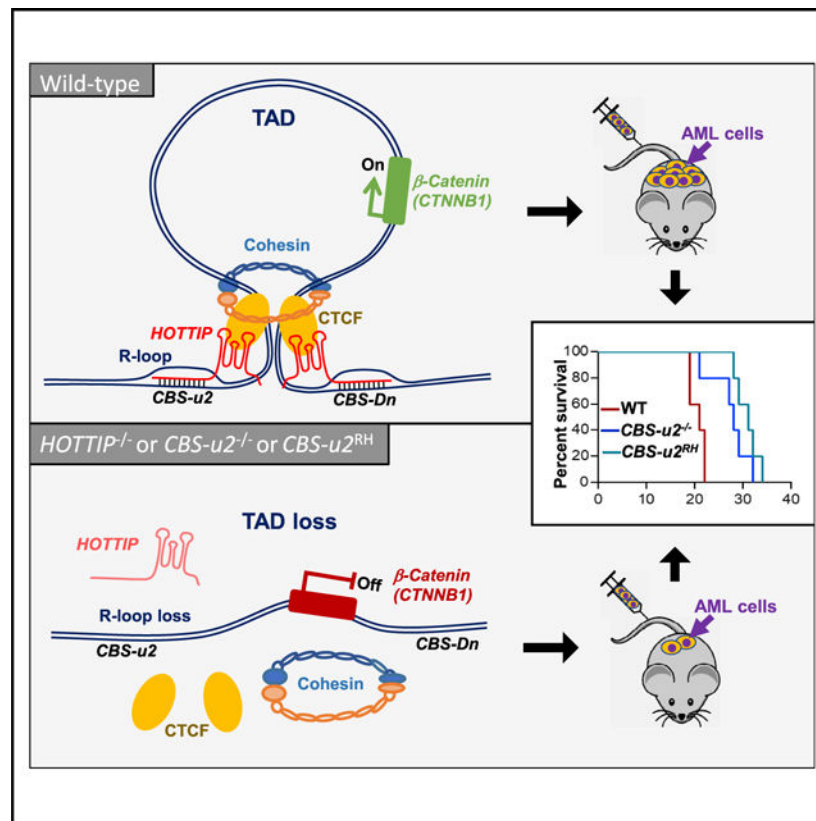 Wild-type
TAD
On
β-Catenin
(CTNNB1)
Cohesin
CTCF
HOTTIP
R-loop
CBS-u2
CBS-Dn
AML cells
Percent survival
100
80
60
40
20
0
WT
CBS-u2-/-
CBS-u2RH
0 10 20 30 40
HOTTIP-/- or CBS-u2-/- or CBS-u2RH
TAD loss
HOTTIP
Off
β-Catenin
(CTNNB1)
R-loop loss
CBS-u2
CBS-Dn
Cohesin
CTCF
AML cells